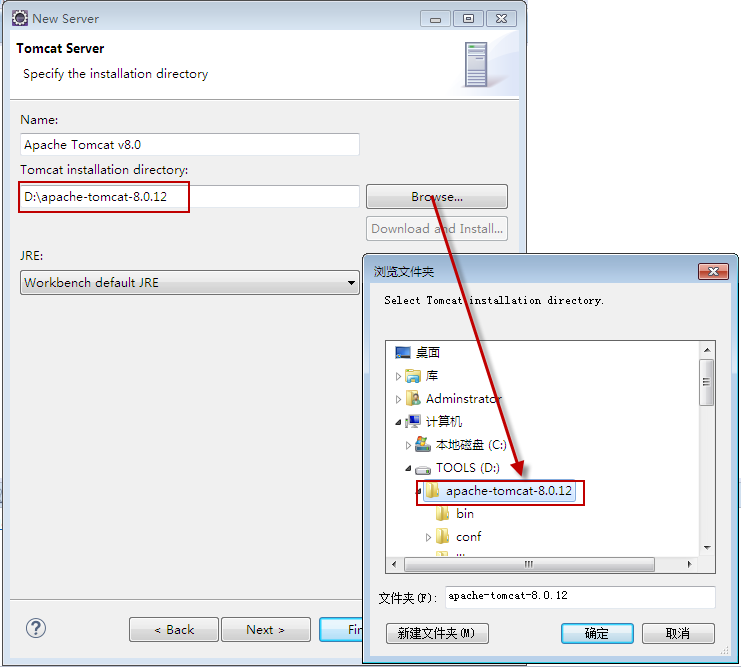 New Server
Tomcat Server
Specify the installation directory
Name:
Apache Tomcat v8.0
Tomcat installation directory:
D:\apache-tomcat-8.0.12
Browse...
Download and Install...
JRE:
Workbench default JRE
< Back
Next >
浏览文件夹
Select Tomcat installation directory.
桌面
库
Adminstrator
计算机
本地磁盘 (C:)
TOOLS (D:)
apache-tomcat-8.0.12
bin
conf
文件夹(F):
apache-tomcat-8.0.12
新建文件夹(M)
确定
取消